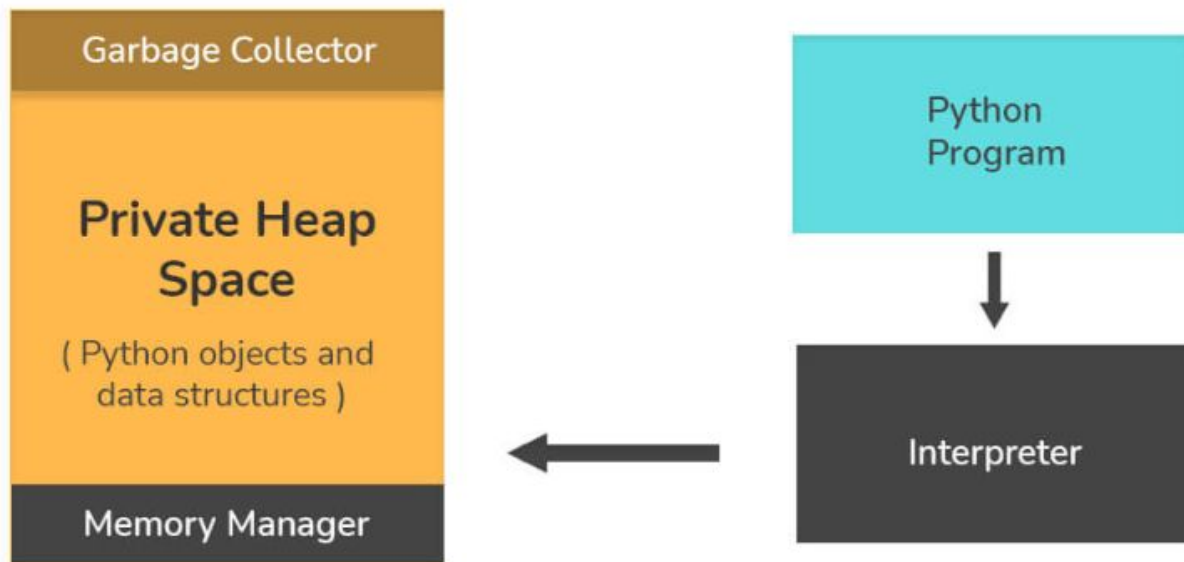 Garbage Collector
Private Heap
Space
( Python objects and
data structures )
Memory Manager
Python
Program
Interpreter